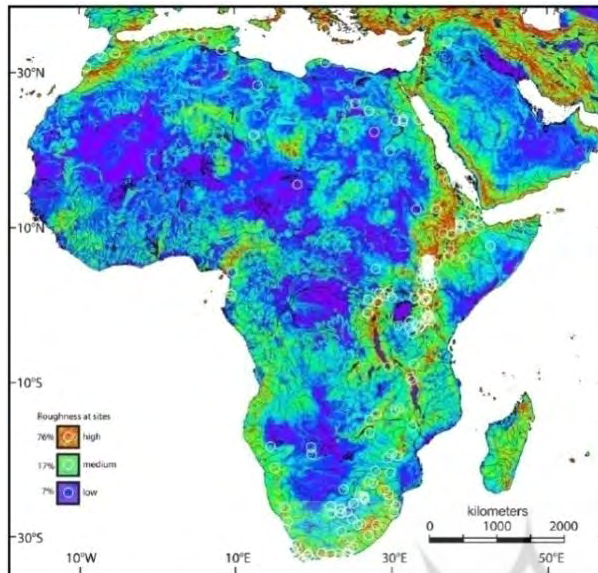 30°N
10°N
10°S
Roughness at sites
76% high
17% medium
7% low
30°S
kilometers
0 1000 2000
10°W 10°E 30°E 50°E